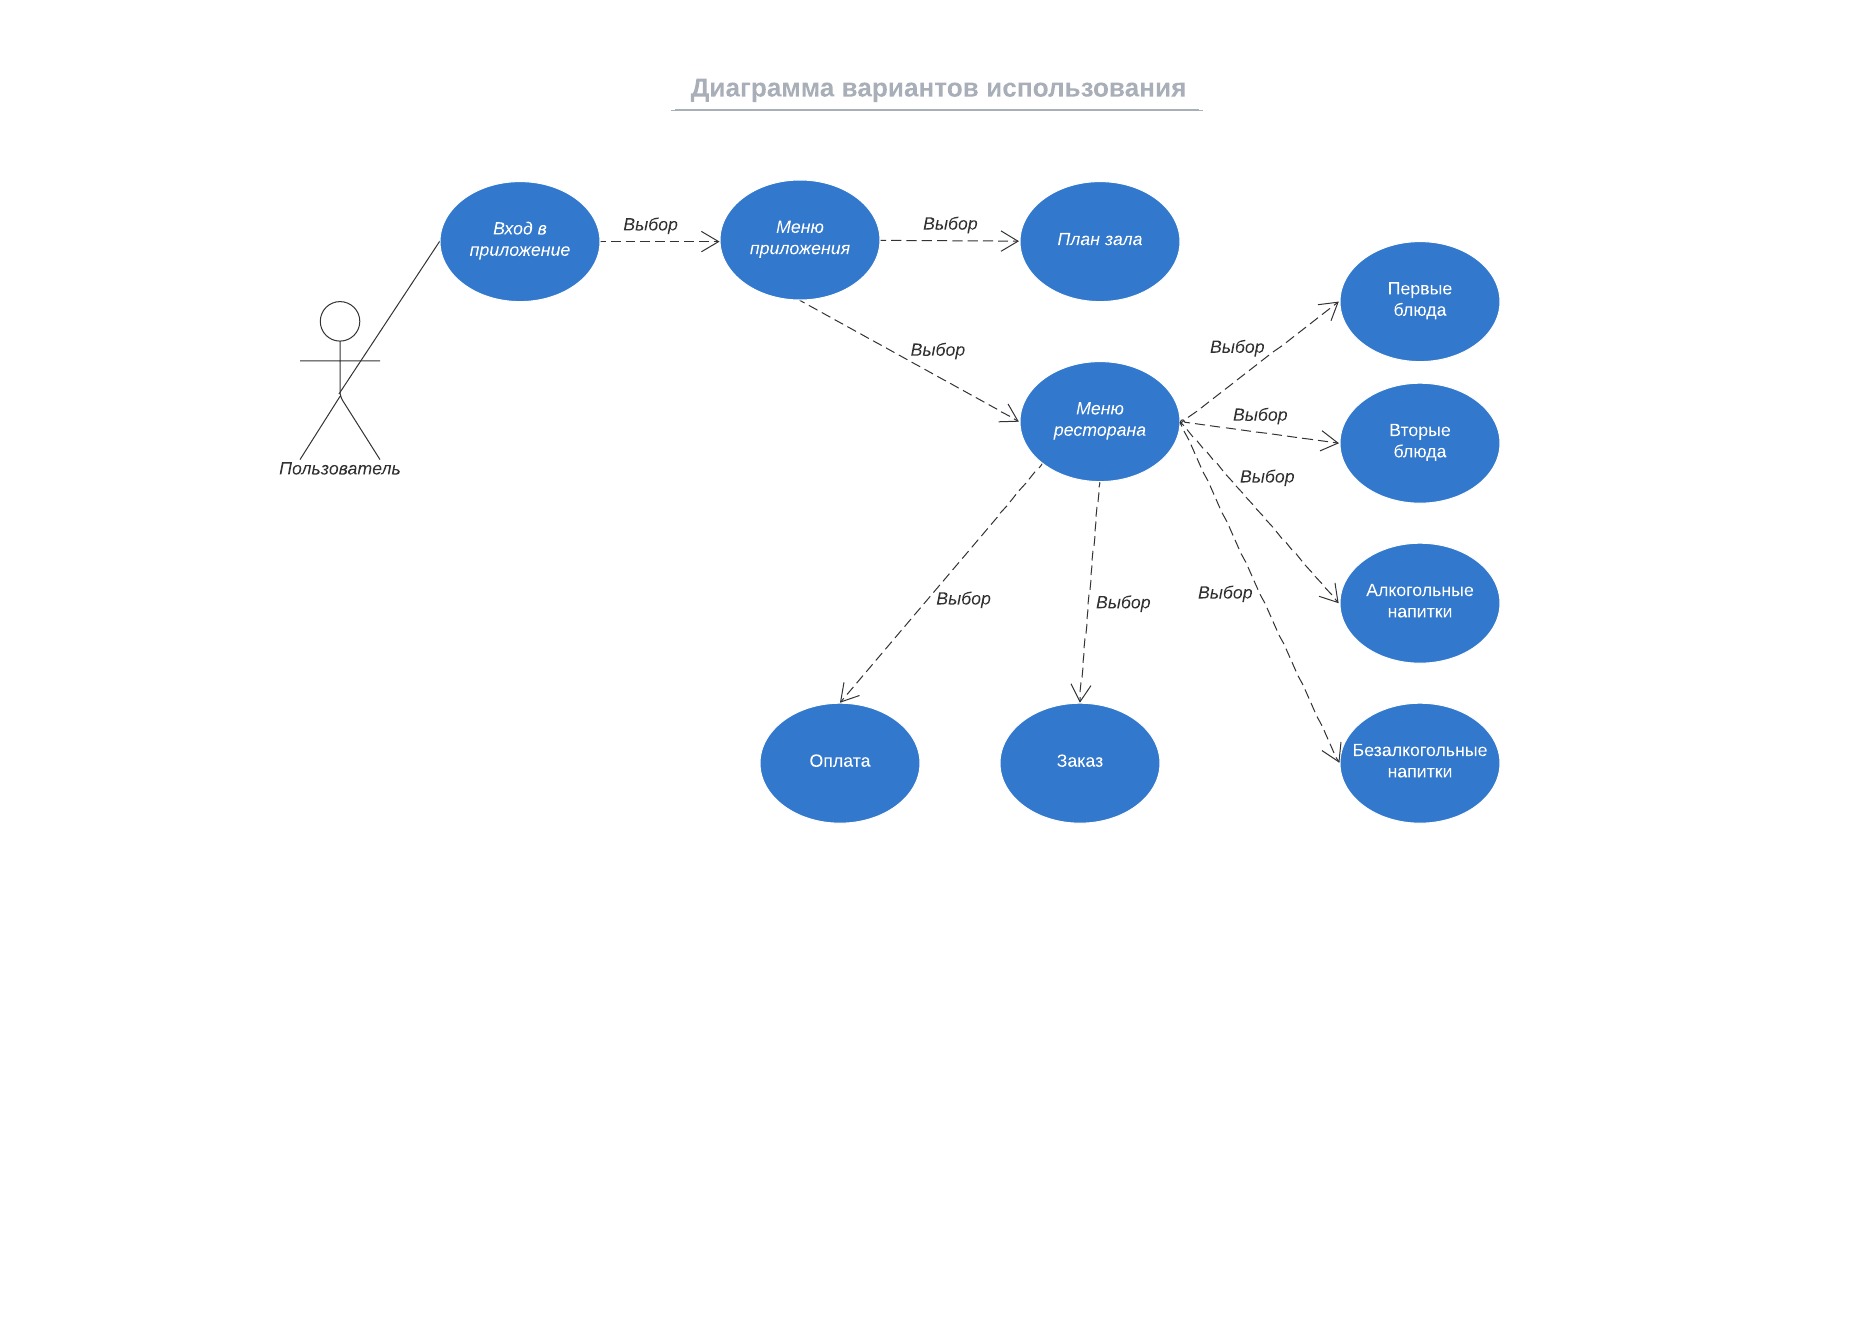 Диаграмма вариантов использования
Вход в
приложение
Выбор
Меню
приложения
Выбор
План зала
Пользователь
Выбор
Меню
ресторана
Выбор
Первые
блюда
Выбор
Вторые
блюда
Выбор
Алкогольные
напитки
Выбор
Безалкогольные
напитки
Выбор
Оплата
Выбор
Заказ